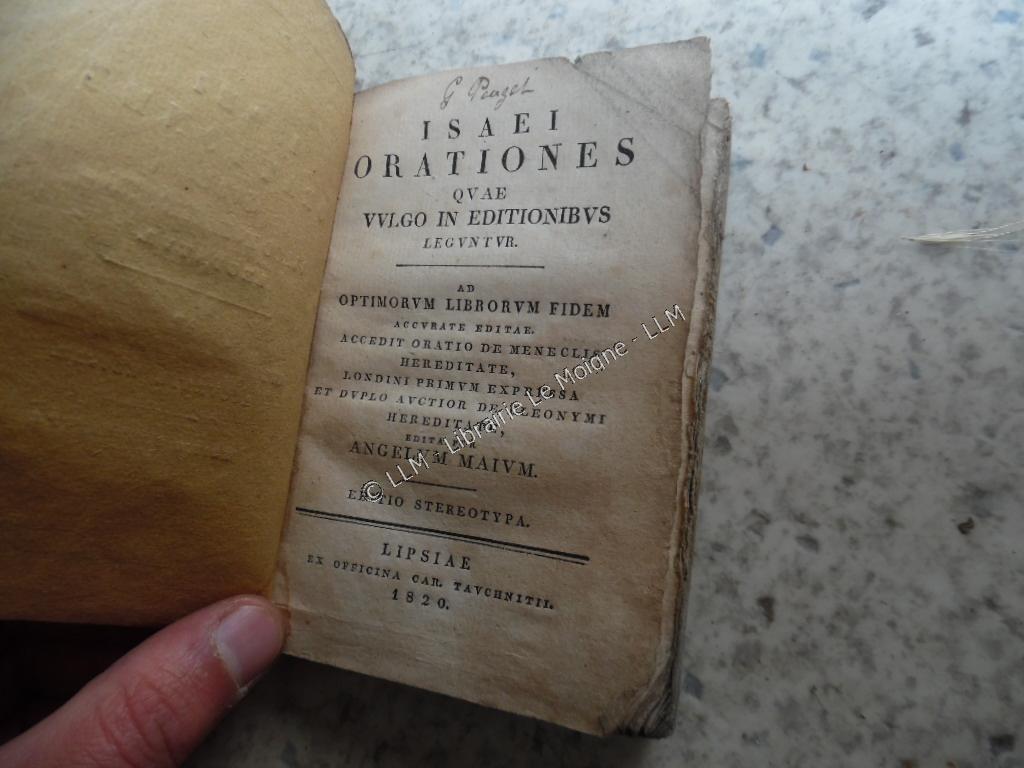 G
ISAEI
ORATIONES
QVAE
VVLGO IN EDITIONIBVS
LEGVNTVR.
AD
OPTIMORVM LIBRORVM FIDEM
ACCVRATE EDITAE.
ACCEDIT ORATIO DE MENECLIS
HEREDITATE,
LONDINI PRIMVM EXPRESSA
ET DVPLO AVCTIOR DE CLEONYMI
HEREDITATE,
ANGELVM MAIVM.
EDITIO STEREOTYPA.
LIPSIAE
EX OFFICINA CAR. TAVCHNITII.
1820.
© LLM - Librairie Le Moigne - LLM